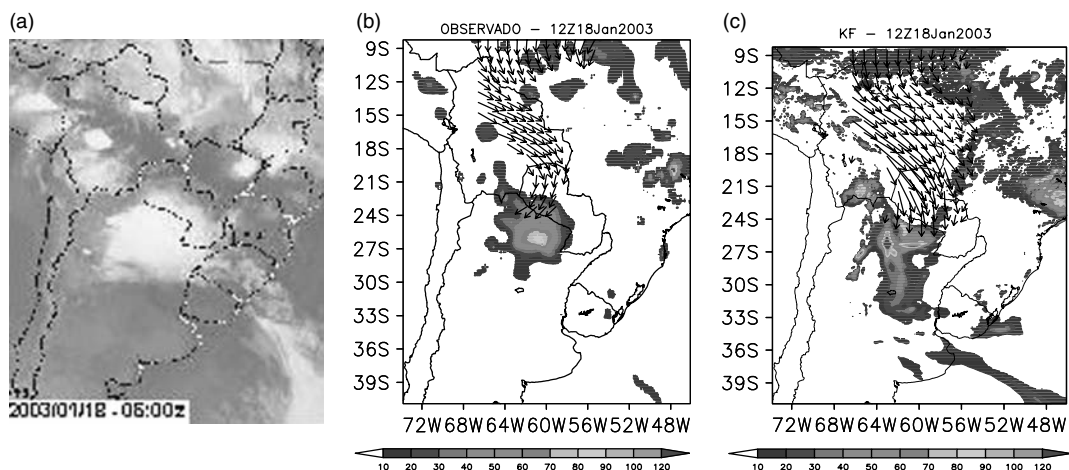 (a)
2003/01/18 - 06:00z
(b)
OBSERVADO - 12Z18Jan2003
9S
12S
15S
18S
21S
24S
27S
30S
33S
36S
39S
72W 68W 64W 60W 56W 52W 48W
10 20 30 40 50 60 70 80 90 100 120
(c)
KF - 12Z18Jan2003
9S
12S
15S
18S
21S
24S
27S
30S
33S
36S
39S
72W 68W 64W 60W 56W 52W 48W
10 20 30 40 50 60 70 80 90 100 120